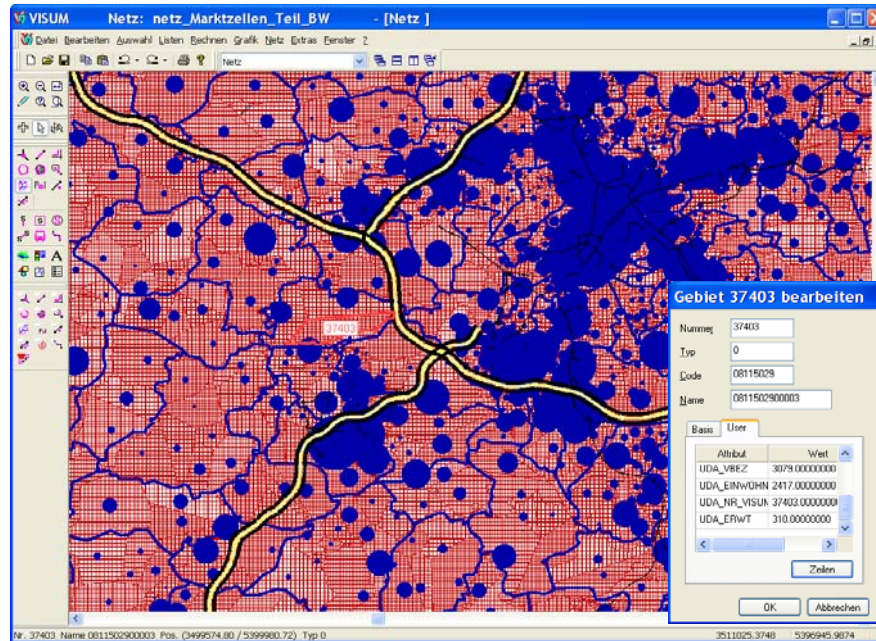 VISUM Netz: netz_Marktzellen_Teil_BW - [Netz ]
Datei Bearbeiten Auswahl Listen Rechnen Grafik Netz Extras Fenster ?
Netz
37403
Gebiet 37403 bearbeiten
Nummer 37403
Typ 0
Code 08115029
Name 0811502900003
Basis User
Attribut Wert
UDA_VBEZ 3079.00000000
UDA_EINWOHN 2417.00000000
UDA_NR_VISUM 37403.0000000
UDA_ERWT 310.00000000
Zeilen
OK Abbrechen
Nr. 37403 Name 0811502900003 Pos. (3499574.80 / 5399980.72) Typ 0 3511025.3748 5396945.9874